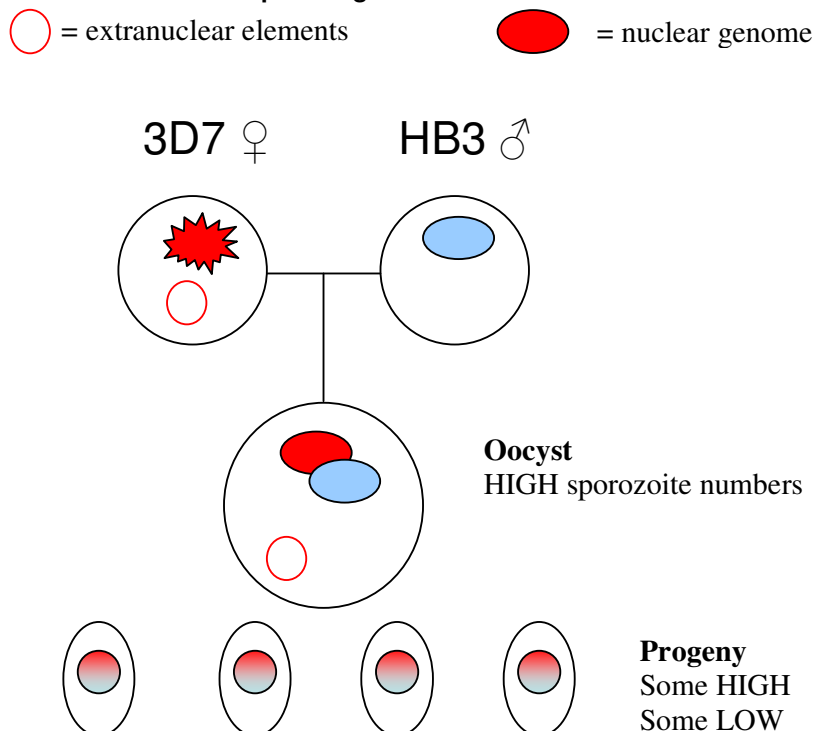 = extranuclear elements
= nuclear genome
3D7 ♀
HB3 ♂
Oocyst
HIGH sporozoite numbers
Progeny
Some HIGH
Some LOW